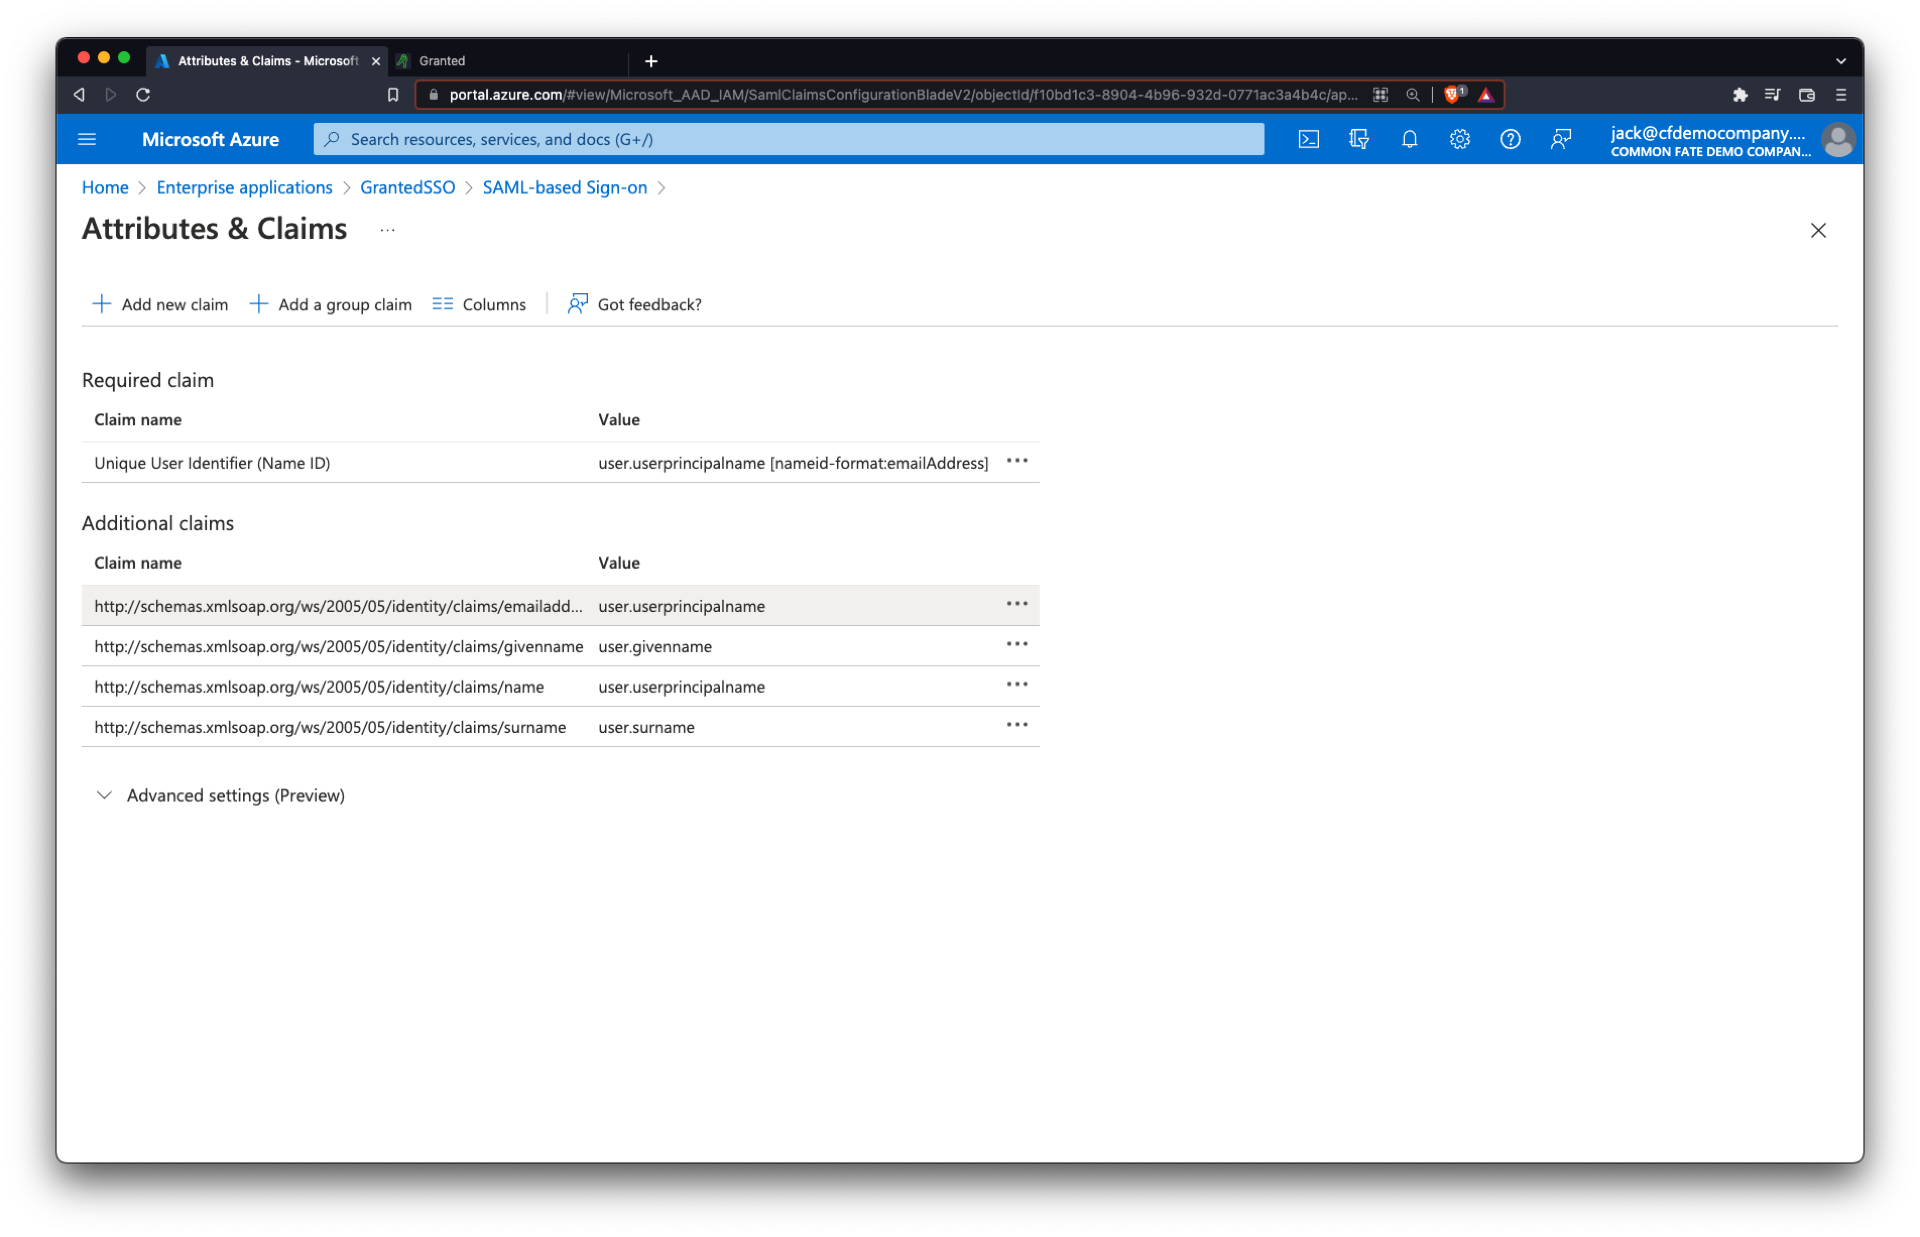 Attributes & Claims - Microsoft
Granted
portal.azure.com/#view/Microsoft_AAD_IAM/SamlClaimsConfigurationBladeV2/objectId/f10bd1c3-8904-4b96-932d-0771ac3a4b4c/ap...
1
Microsoft Azure
Search resources, services, and docs (G+/)
jack@cfdemocompany....
COMMON FATE DEMO COMPAN...
Home > Enterprise applications > GrantedSSO > SAML-based Sign-on >
Attributes & Claims ...
Add new claim
Add a group claim
Columns
Got feedback?
Required claim
Claim name Value
Unique User Identifier (Name ID) user.userprincipalname [nameid-format:emailAddress]
Additional claims
Claim name Value
http://schemas.xmlsoap.org/ws/2005/05/identity/claims/emailadd... user.userprincipalname
http://schemas.xmlsoap.org/ws/2005/05/identity/claims/givenname user.givenname
http://schemas.xmlsoap.org/ws/2005/05/identity/claims/name user.userprincipalname
http://schemas.xmlsoap.org/ws/2005/05/identity/claims/surname user.surname
Advanced settings (Preview)